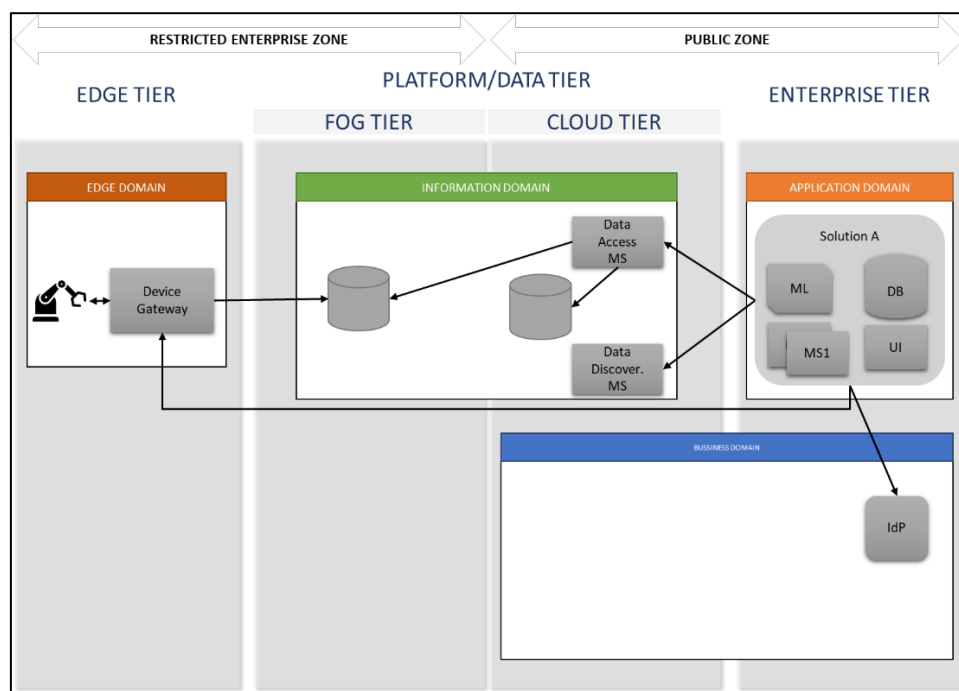 RESTRICTED ENTERPRISE ZONE
PUBLIC ZONE
PLATFORM/DATA TIER
EDGE TIER
ENTERPRISE TIER
FOG TIER
CLOUD TIER
EDGE DOMAIN
INFORMATION DOMAIN
APPLICATION DOMAIN
Data
Access
MS
Solution A
Device
Gateway
ML
DB
Data
Discover.
MS
MS1
UI
BUSSINESS DOMAIN
IdP